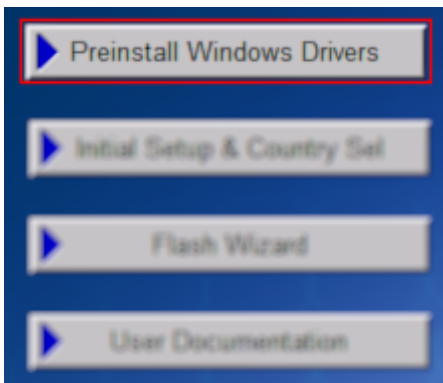 Preinstall Windows Drivers
Initial Setup & Country Sel
Flash Wizard
User Documentation